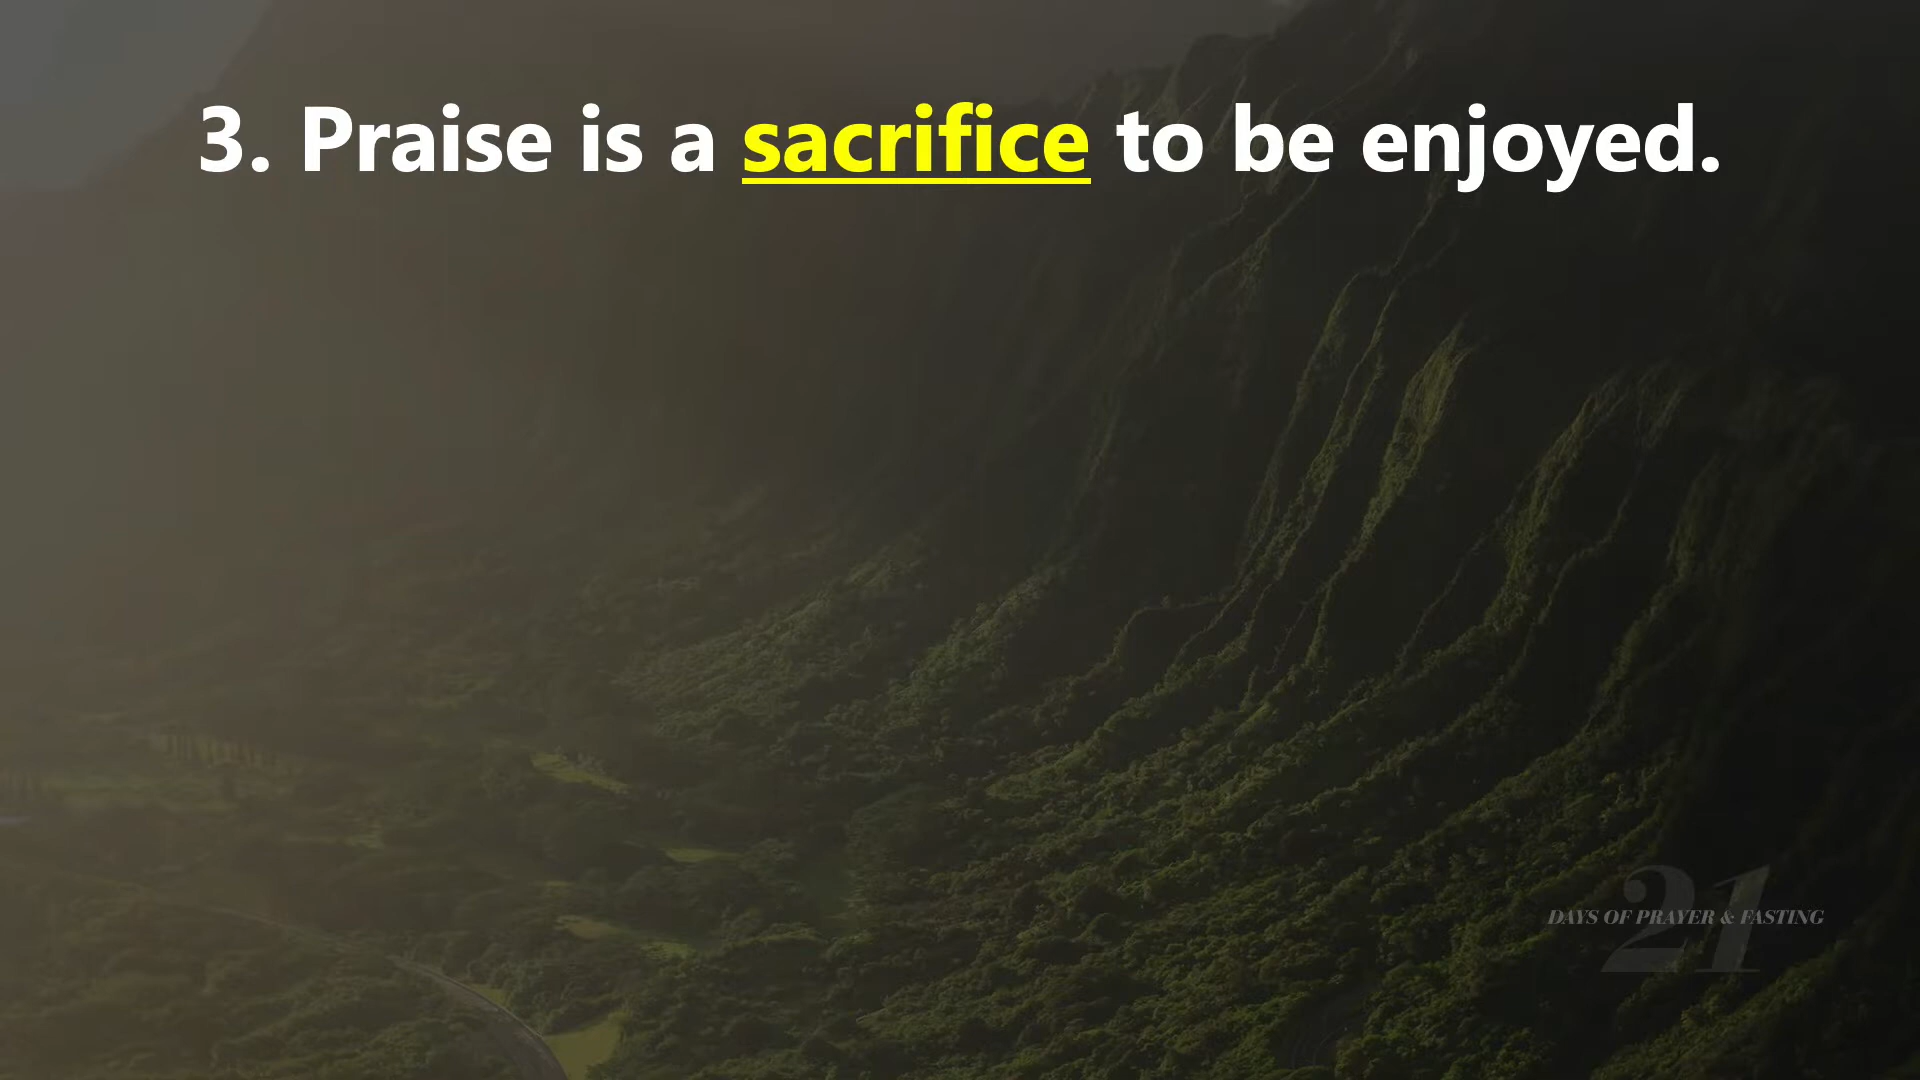 3. Praise is a sacrifice to be enjoyed.
21
DAYS OF PRAYER & FASTING